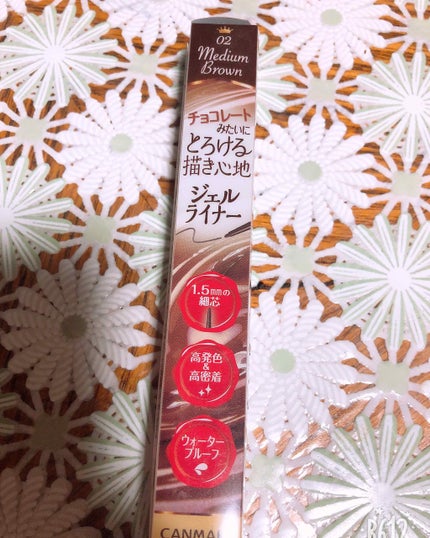 02
Medium
Brown
チョコレート
みたいに
とろける
描き心地
ジェル
ライナー
1.5mmの
細芯
高発色
&
高密着
ウォーター
プルーフ
CANMA
B612